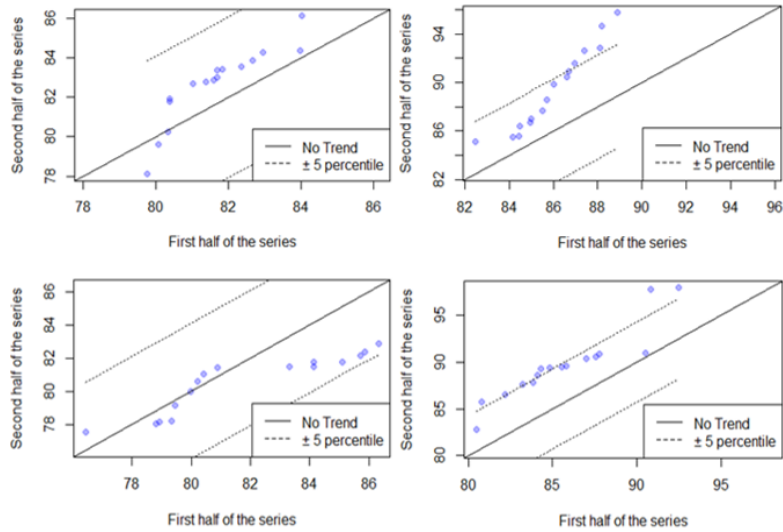 Second half of the series
86
84
82
80
78
No Trend
± 5 percentile
78 80 82 84 86
First half of the series
Second half of the series
94
90
86
82
No Trend
± 5 percentile
82 84 86 88 90 92 94 96
First half of the series
Second half of the series
86
84
82
80
78
No Trend
± 5 percentile
78 80 82 84 86
First half of the series
Second half of the series
95
90
85
80
No Trend
± 5 percentile
80 85 90 95
First half of the series